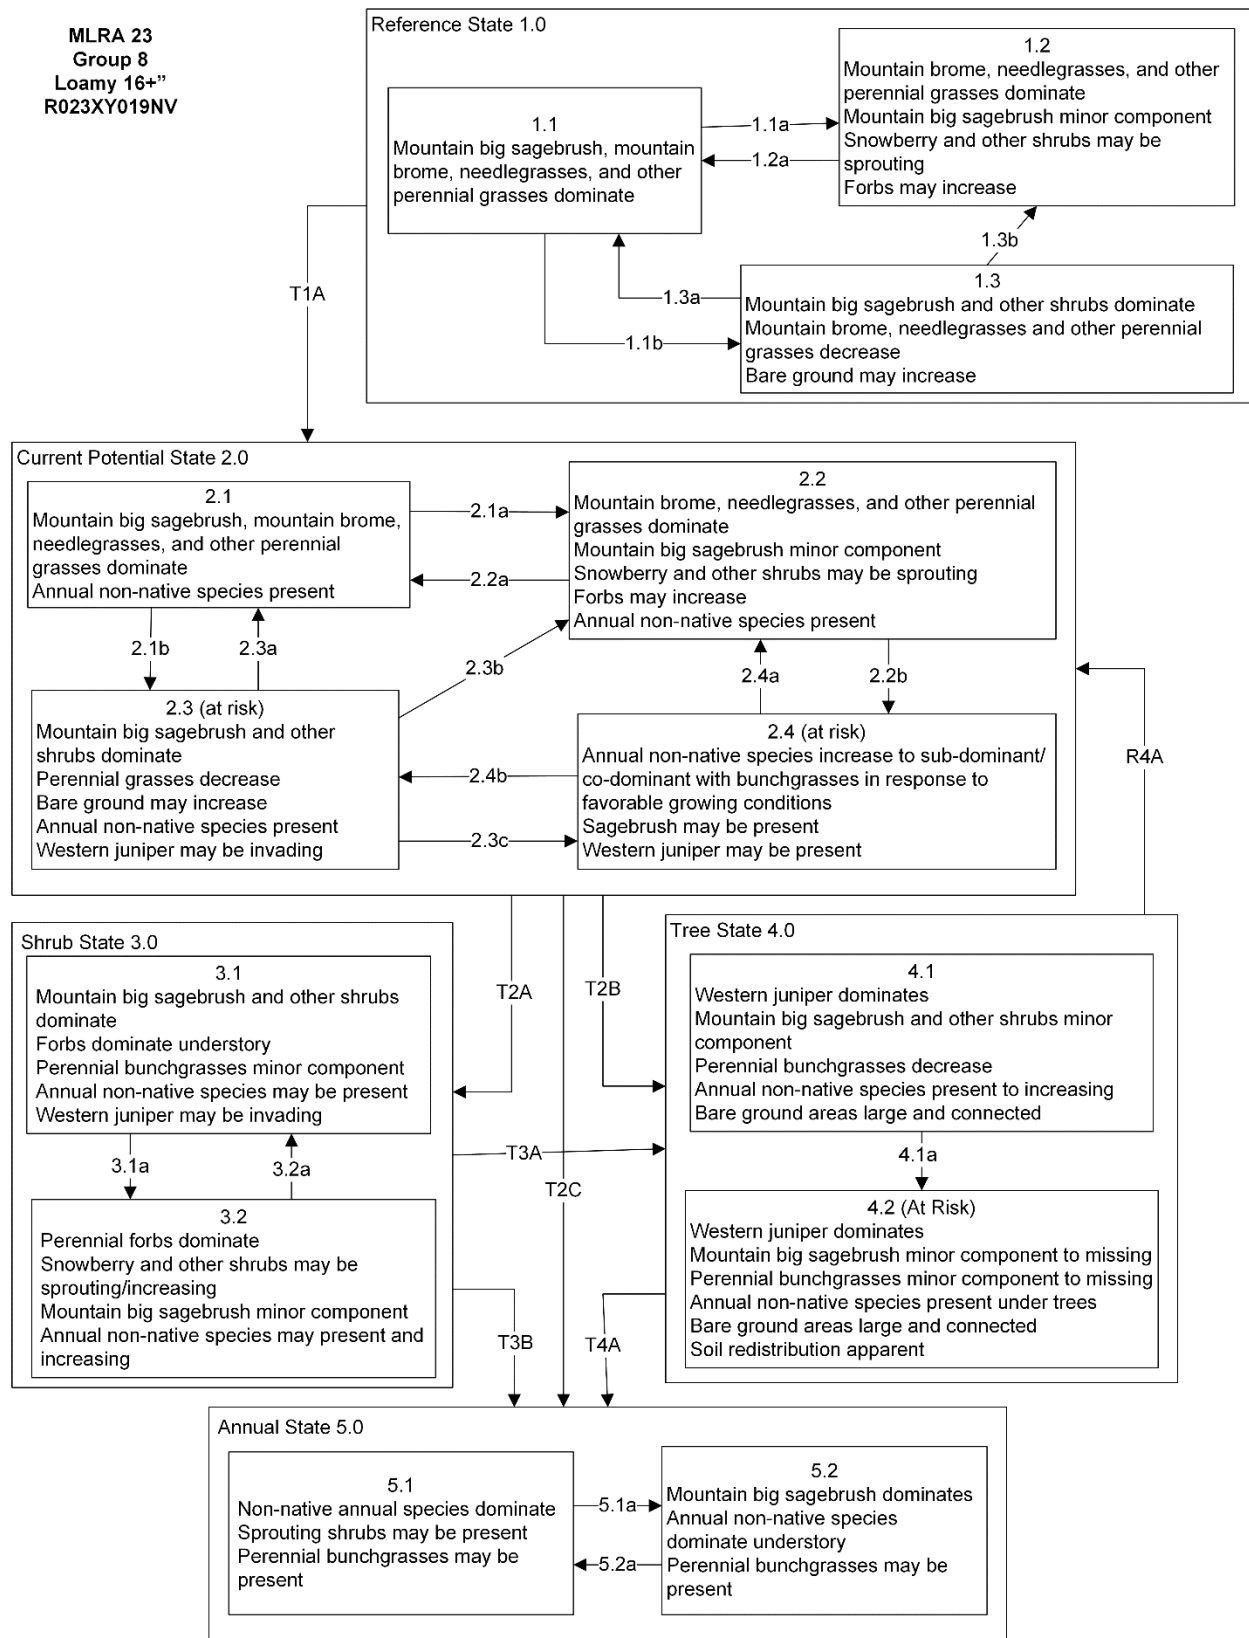 MLRA 23
Group 8
Loamy 16+”
R023XY019NV
Reference State 1.0
1.1
Mountain big sagebrush, mountain
brome, needlegrasses, and other
perennial grasses dominate
1.1a
1.2a
1.2
Mountain brome, needlegrasses, and other
perennial grasses dominate
Mountain big sagebrush minor component
Snowberry and other shrubs may be
sprouting
Forbs may increase
1.3b
1.3a
1.1b
1.3
Mountain big sagebrush and other shrubs dominate
Mountain brome, needlegrasses and other perennial
grasses decrease
Bare ground may increase
T1A
Current Potential State 2.0
2.1
Mountain big sagebrush, mountain brome,
needlegrasses, and other perennial
grasses dominate
Annual non-native species present
2.1a
2.2a
2.2
Mountain brome, needlegrasses, and other perennial
grasses dominate
Mountain big sagebrush minor component
Snowberry and other shrubs may be sprouting
Forbs may increase
Annual non-native species present
2.1b
2.3a
2.3b
2.4a
2.2b
2.3 (at risk)
Mountain big sagebrush and other
shrubs dominate
Perennial grasses decrease
Bare ground may increase
Annual non-native species present
Western juniper may be invading
2.4b
2.3c
2.4 (at risk)
Annual non-native species increase to sub-dominant/
co-dominant with bunchgrasses in response to
favorable growing conditions
Sagebrush may be present
Western juniper may be present
R4A
Shrub State 3.0
3.1
Mountain big sagebrush and other shrubs
dominate
Forbs dominate understory
Perennial bunchgrasses minor component
Annual non-native species may be present
Western juniper may be invading
3.1a
3.2a
3.2
Perennial forbs dominate
Snowberry and other shrubs may be
sprouting/increasing
Mountain big sagebrush minor component
Annual non-native species may present and
increasing
T2A
T2B
T3A
T2C
T3B
T4A
Tree State 4.0
4.1
Western juniper dominates
Mountain big sagebrush and other shrubs minor
component
Perennial bunchgrasses decrease
Annual non-native species present to increasing
Bare ground areas large and connected
4.1a
4.2 (At Risk)
Western juniper dominates
Mountain big sagebrush minor component to missing
Perennial bunchgrasses minor component to missing
Annual non-native species present under trees
Bare ground areas large and connected
Soil redistribution apparent
Annual State 5.0
5.1
Non-native annual species dominate
Sprouting shrubs may be present
Perennial bunchgrasses may be
present
5.1a
5.2a
5.2
Mountain big sagebrush dominates
Annual non-native species
dominate understory
Perennial bunchgrasses may be
present